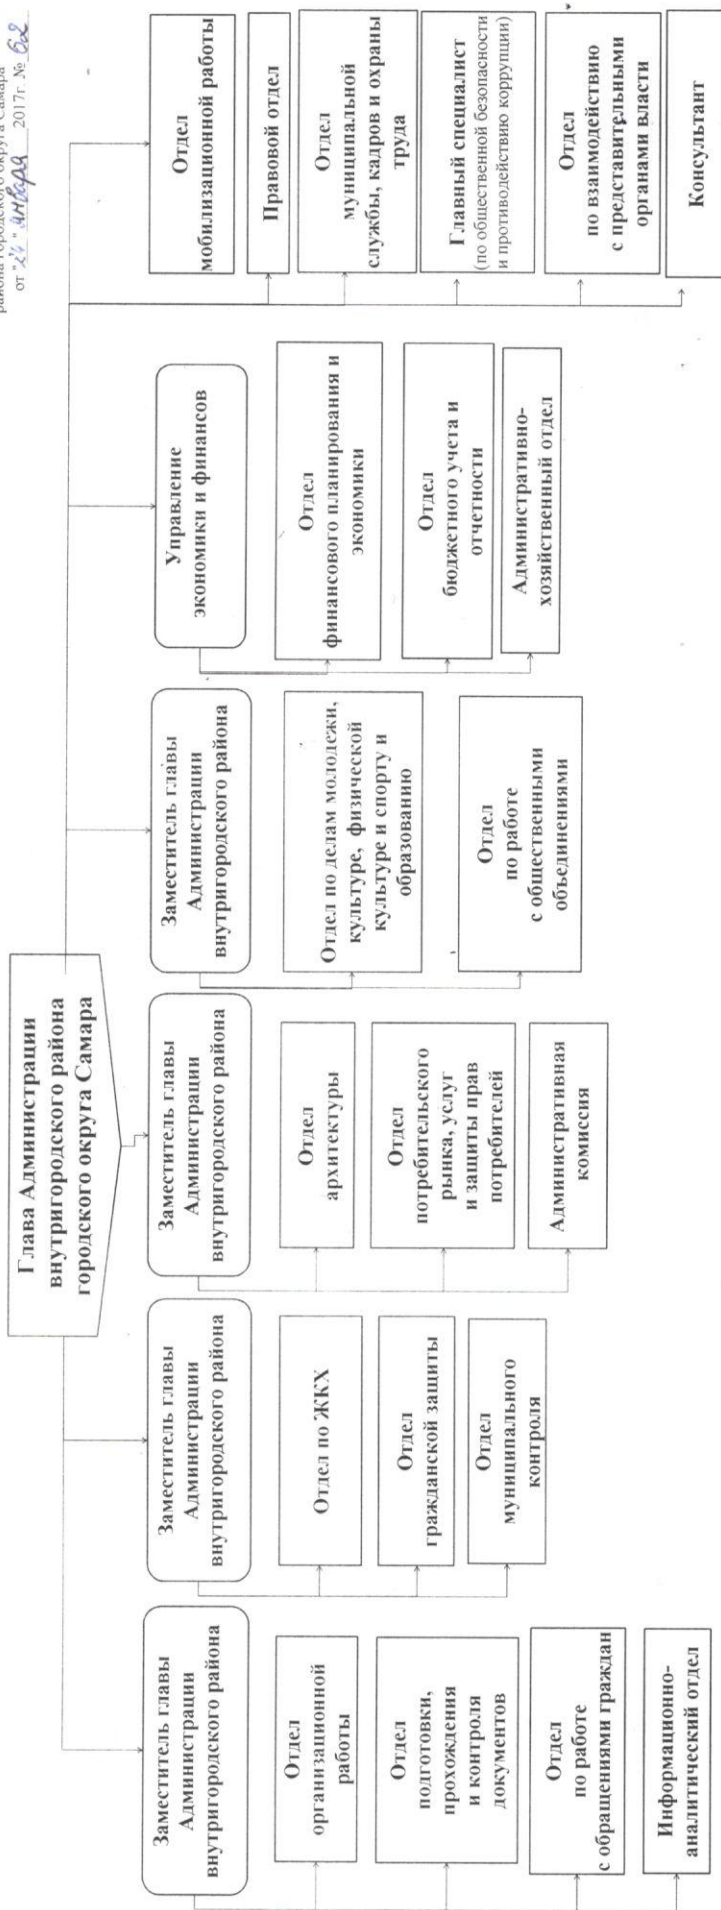 района городского округа Самара
от "24" января 2017г. № 62
Глава Администрации
внутригородского района
городского округа Самара
Заместитель главы
Администрации
внутригородского района
Отдел
организационной
работы
Отдел
подготовки,
прохождения
и контроля
документов
Отдел
по работе
с обращениями граждан
Информационно-
аналитический отдел
Заместитель главы
Администрации
внутригородского района
Отдел по ЖКХ
Отдел
гражданской защиты
Отдел
муниципального
контроля
Заместитель главы
Администрации
внутригородского района
Отдел
архитектуры
Отдел
потребительского
рынка, услуг
и защиты прав
потребителей
Административная
комиссия
Заместитель главы
Администрации
внутригородского района
Отдел по делам молодежи,
культуре, физической
культуре и спорту и
образованию
Отдел
по работе
с общественными
объединениями
Управление
экономики и финансов
Отдел
финансового планирования и
экономики
Отдел
бюджетного учета и
отчетности
Административно-
хозяйственный отдел
Отдел
мобилизационной работы
Правовой отдел
Отдел
муниципальной
службы, кадров и охраны
труда
Главный специалист
(по общественной безопасности
и противодействию коррупции)
Отдел
по взаимодействию
с представительными
органами власти
Консультант